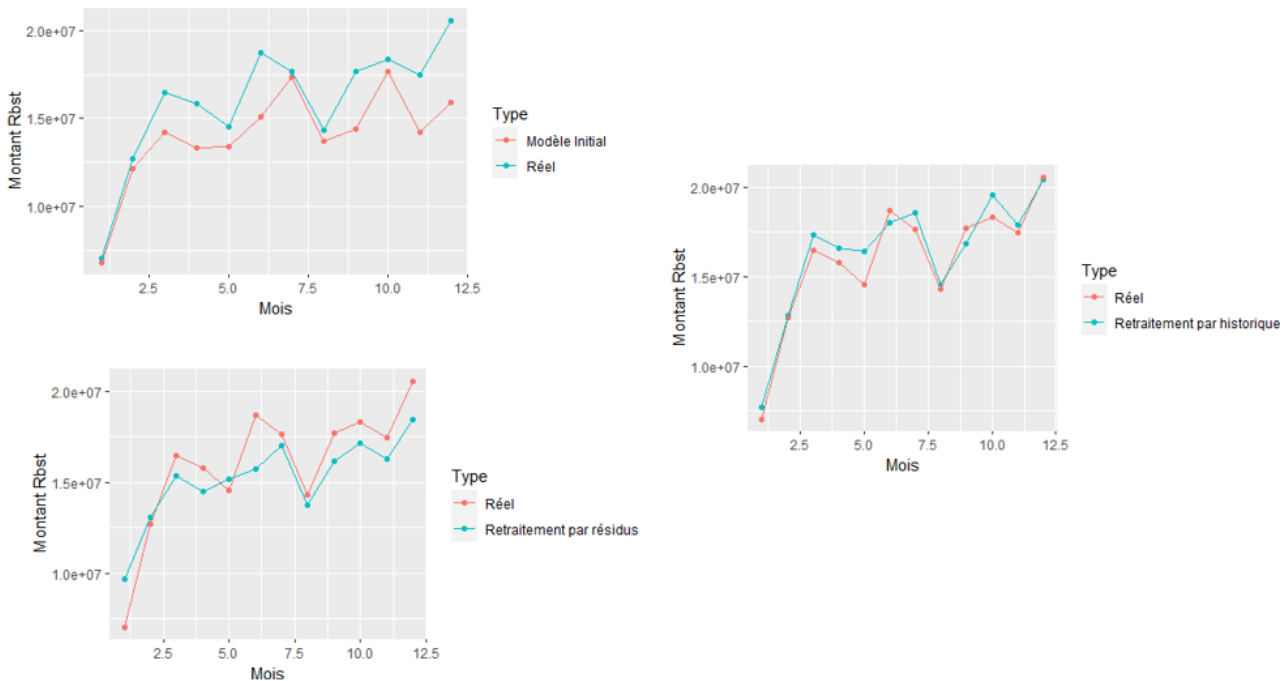 2.0e+07
1.5e+07
1.0e+07
Montant Rbst
2.5
5.0
7.5
10.0
12.5
Mois
Type
Modèle Initial
Réel
2.0e+07
1.5e+07
1.0e+07
Montant Rbst
2.5
5.0
7.5
10.0
12.5
Mois
Type
Réel
Retraitement par historique
2.0e+07
1.5e+07
1.0e+07
Montant Rbst
2.5
5.0
7.5
10.0
12.5
Mois
Type
Réel
Retraitement par résidus